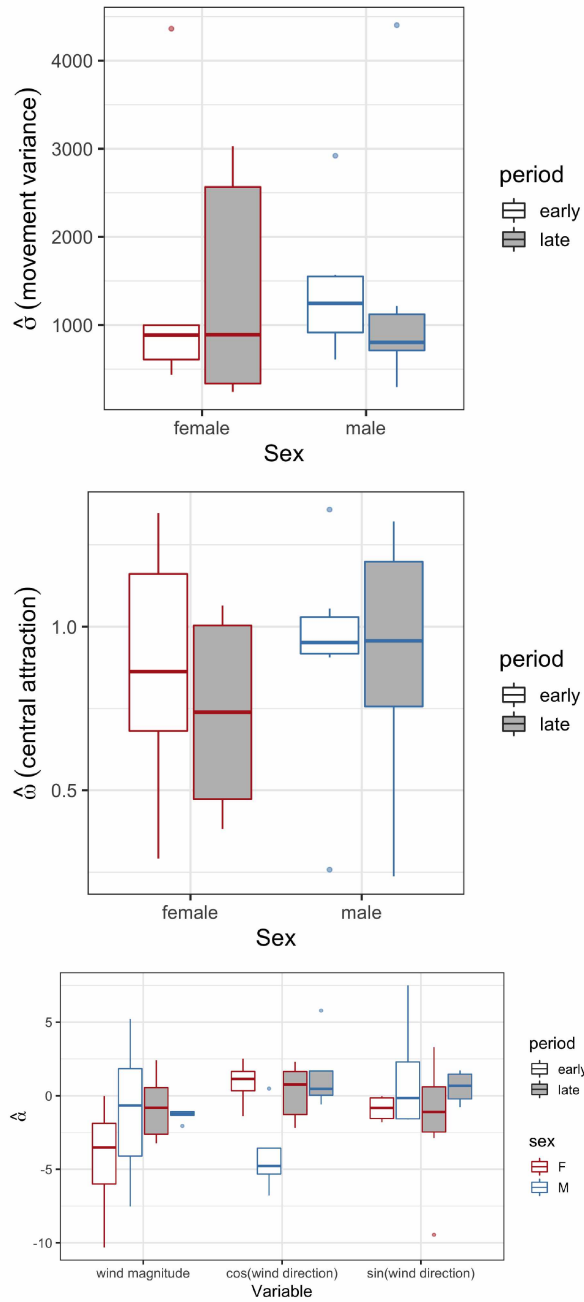 4000
3000
2000
1000
σ̂ (movement variance)
female
male
Sex
period
early
late
1.0
0.5
ω̂ (central attraction)
female
male
Sex
period
early
late
5
0
-5
-10
α̂
wind magnitude
cos(wind direction)
sin(wind direction)
Variable
period
early
late
sex
F
M